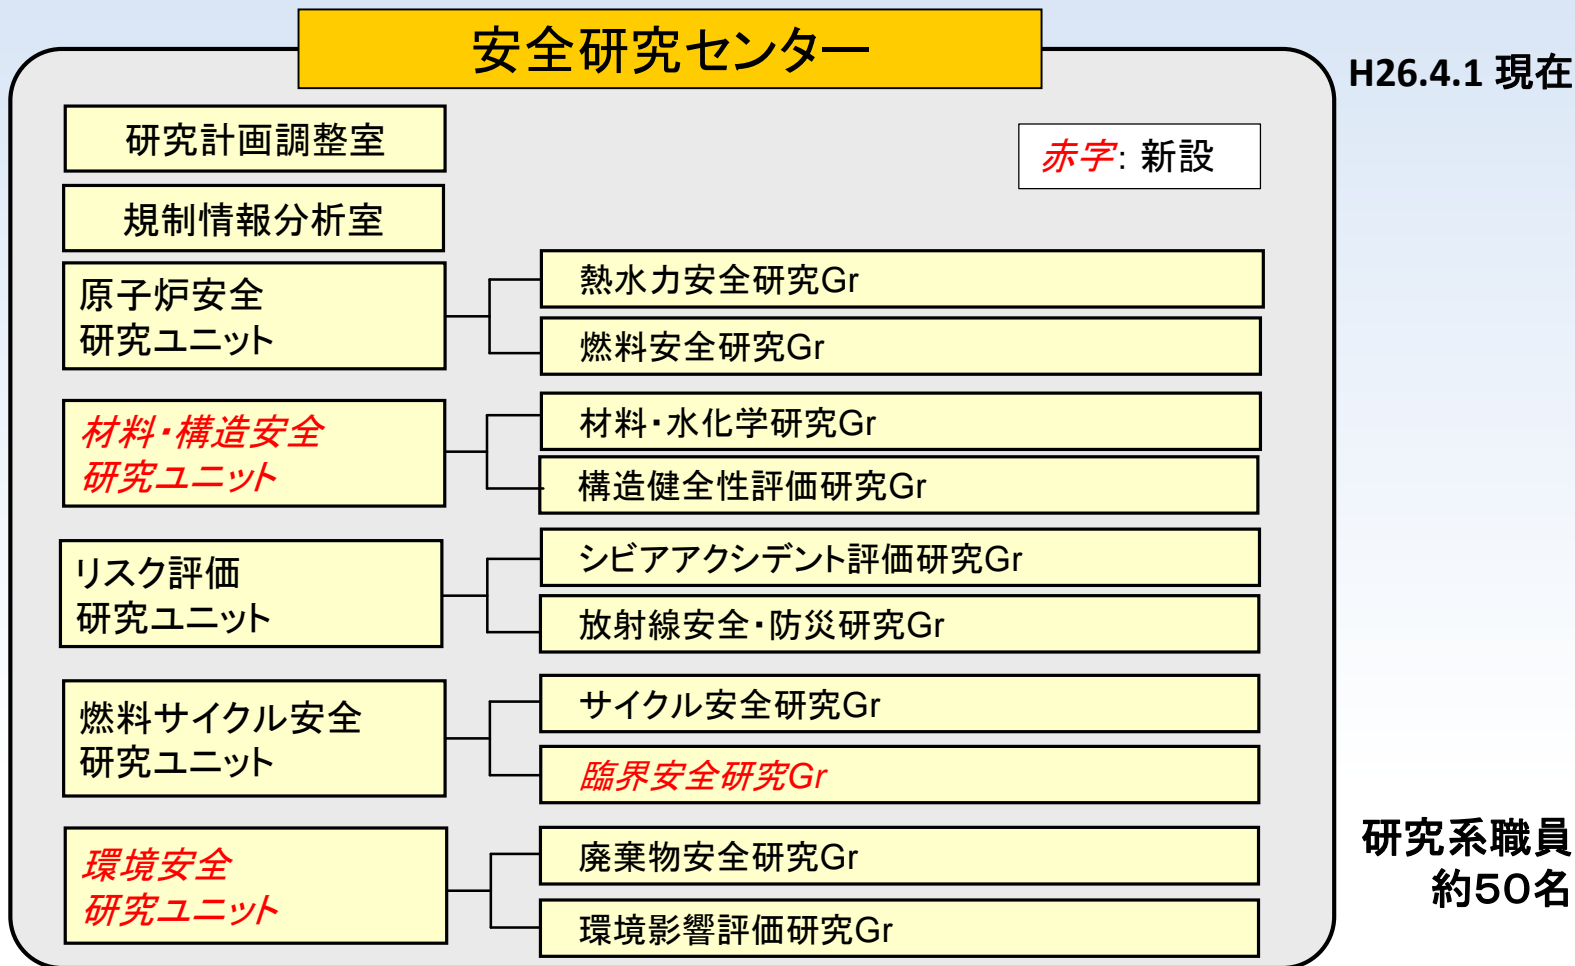 安全研究センター
H26.4.1 現在
研究計画調整室
赤字: 新設
規制情報分析室
原子炉安全
研究ユニット
熱水力安全研究Gr
燃料安全研究Gr
材料・構造安全
研究ユニット
材料・水化学研究Gr
構造健全性評価研究Gr
リスク評価
研究ユニット
シビアアクシデント評価研究Gr
放射線安全・防災研究Gr
燃料サイクル安全
研究ユニット
サイクル安全研究Gr
臨界安全研究Gr
環境安全
研究ユニット
廃棄物安全研究Gr
環境影響評価研究Gr
研究系職員
約50名